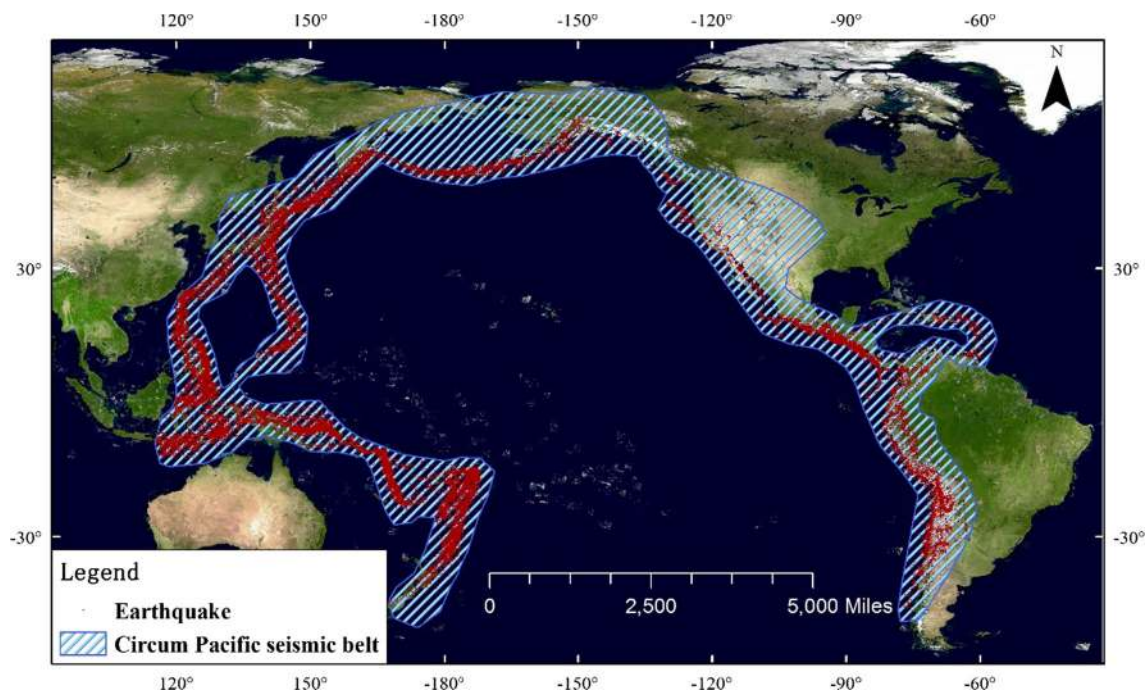 120° 150° -180° -150° -120° -90° -60°
N
30° 30°
-30° -30°
Legend
Earthquake
Circum Pacific seismic belt
0 2,500 5,000 Miles
120° 150° -180° -150° -120° -90° -60°